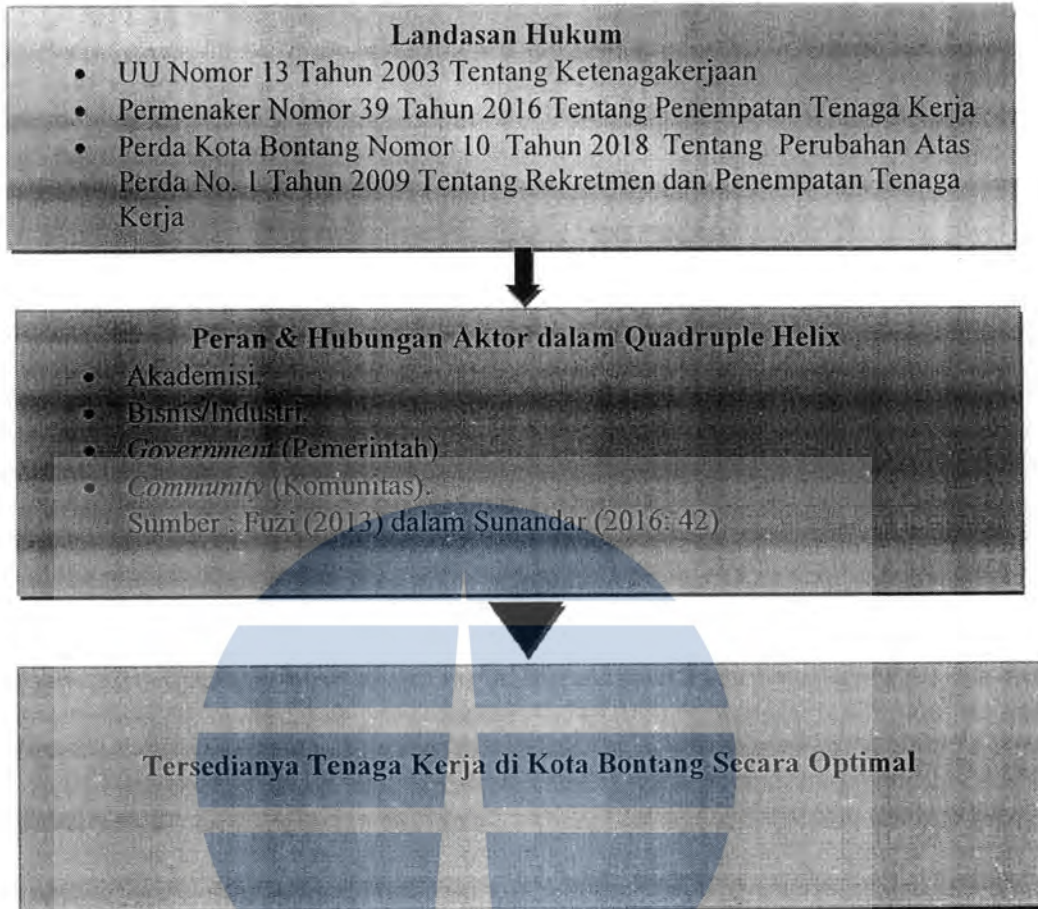 Landasan Hukum
• UU Nomor 13 Tahun 2003 Tentang Ketenagakerjaan
• Permenaker Nomor 39 Tahun 2016 Tentang Penempatan Tenaga Kerja
• Perda Kota Bontang Nomor 10 Tahun 2018 Tentang Perubahan Atas
Perda No. 1 Tahun 2009 Tentang Rekretmen dan Penempatan Tenaga
Kerja
Peran & Hubungan Aktor dalam Quadruple Helix
• Akademisi.
• Bisnis/Industri.
• Government (Pemerintah)
• Community (Komunitas).
Sumber : Fuzi (2013) dalam Sunandar (2016: 42)
Tersedianya Tenaga Kerja di Kota Bontang Secara Optimal